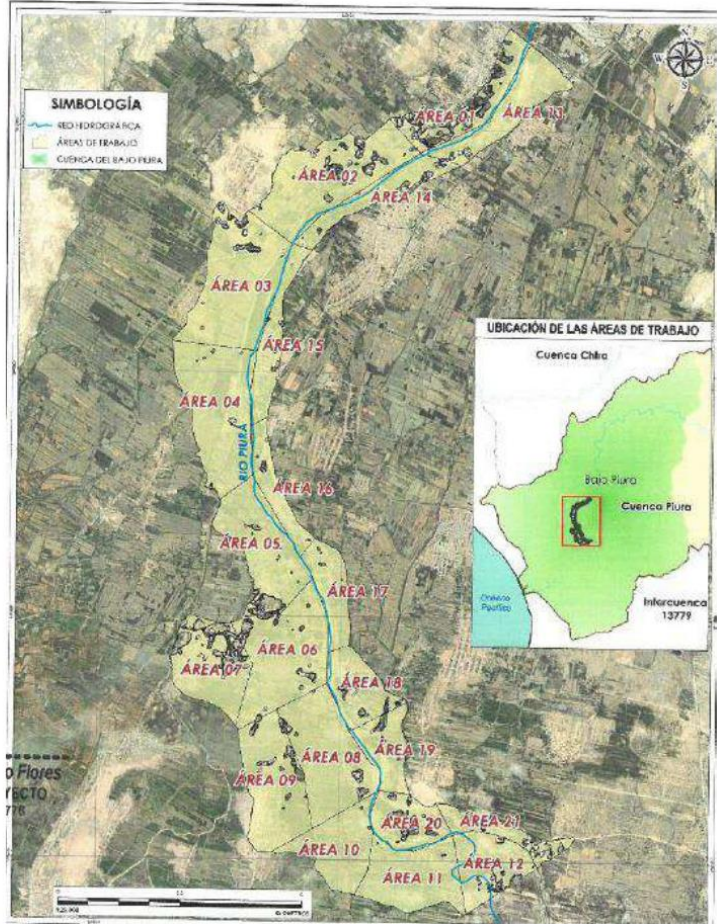 SIMBOLOGÍA
RED HIDROGRÁFICA
ÁREAS DE TRABAJO
CUENCA DEL BAJO PIURA
N
W
E
S
ÁREA 01
ÁREA 13
ÁREA 02
ÁREA 14
ÁREA 03
ÁREA 15
ÁREA 04
RIO PIURA
ÁREA 16
ÁREA 05
ÁREA 17
ÁREA 06
ÁREA 07
ÁREA 18
ÁREA 19
ÁREA 08
ÁREA 09
ÁREA 20
ÁREA 21
ÁREA 10
ÁREA 12
ÁREA 11
UBICACIÓN DE LAS ÁREAS DE TRABAJO
Cuenca Chira
Bajo Piura
Cuenca Piura
Océano
Pacífico
Intercuenca
13779
o Flores
YECTO